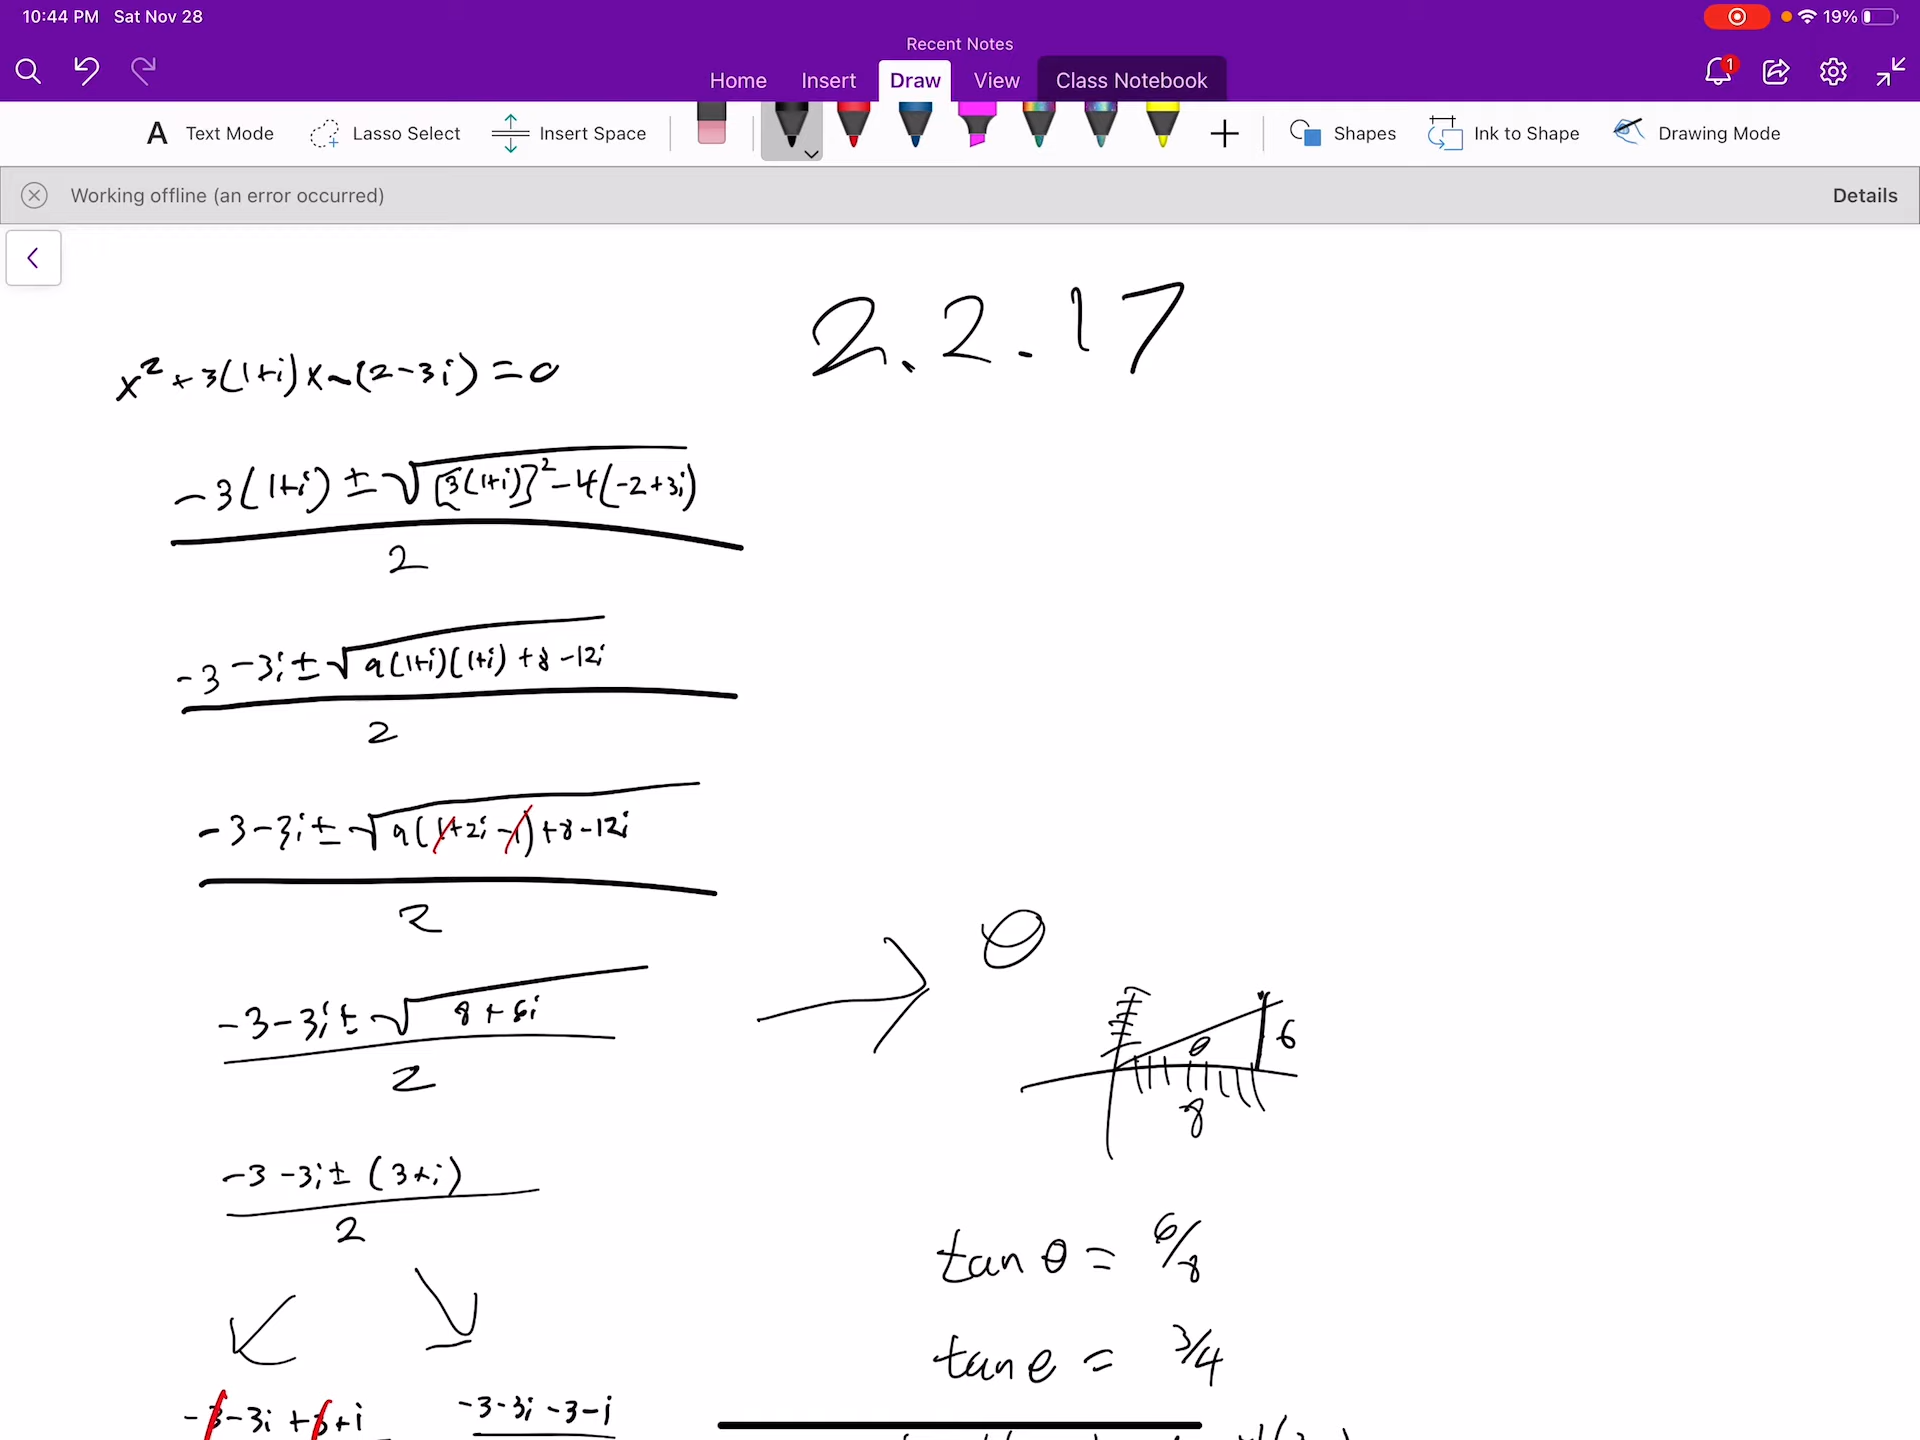 10:44 PM Sat Nov 28
19%
Recent Notes
Home Insert Draw View Class Notebook
1
A Text Mode Lasso Select Insert Space Shapes Ink to Shape Drawing Mode
Working offline (an error occurred) Details
2.2.17
x² + 3(1+i)x - (2-3i) = 0
-3(1+i) ± √[3(1+i)]² - 4(-2+3i)
2
-3 -3i ± √9(1+i)(1+i) + 8 - 12i
2
-3 -3i ± √9(1+2i-1) + 8 - 12i
2
-3 -3i ± √8 + 6i
2
-3 -3i ± (3+i)
2
-3 -3i + 3 + i
-3 -3i -3 -i
θ
θ
6
8
tan θ = 6/8
tan θ = 3/4